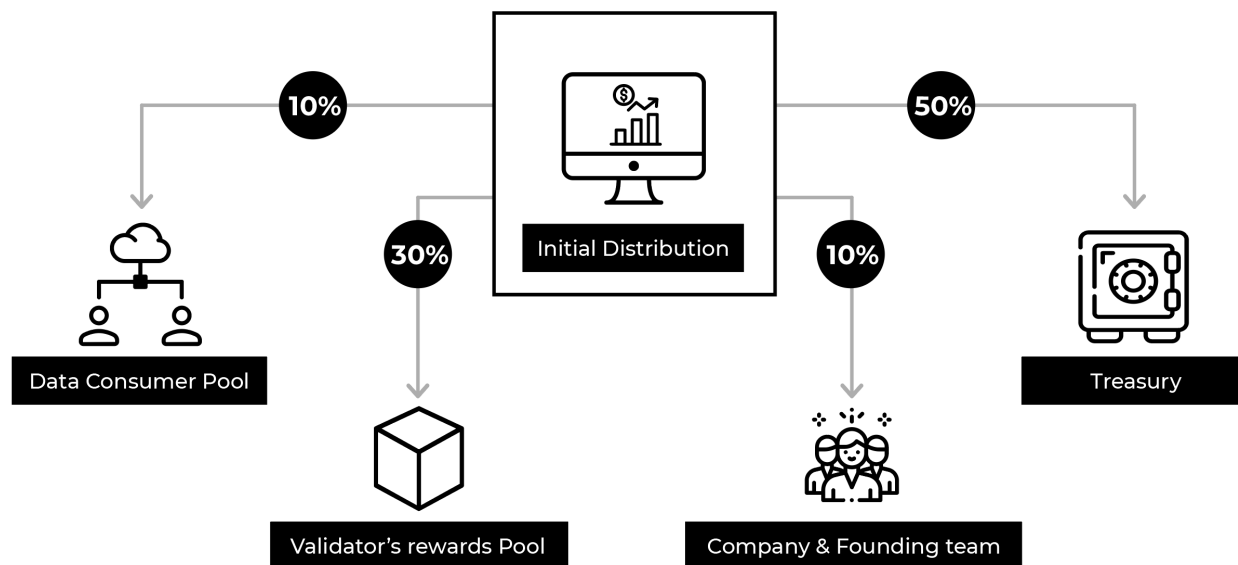 10%
50%
$
30%
Initial Distribution
10%
Data Consumer Pool
Treasury
Validator’s rewards Pool
Company & Founding team